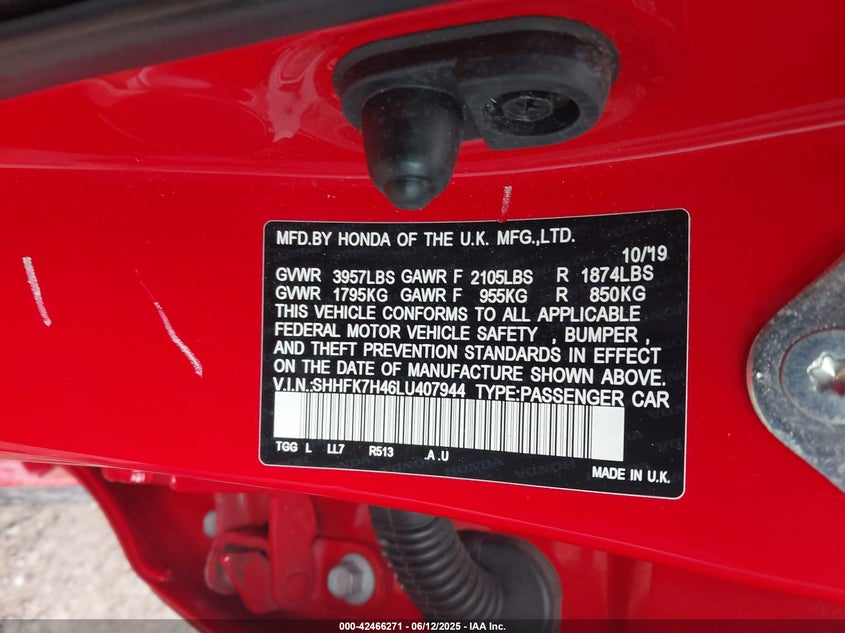 MFD.BY HONDA OF THE U.K. MFG.,LTD.
10/'19
GVWR 3957LBS GAWR F 2105LBS R 1874LBS
GVWR 1795KG GAWR F 955KG R 850KG
THIS VEHICLE CONFORMS TO ALL APPLICABLE
FEDERAL MOTOR VEHICLE SAFETY , BUMPER ,
AND THEFT PREVENTION STANDARDS IN EFFECT
ON THE DATE OF MANUFACTURE SHOWN ABOVE.
V.I.N.:SHHFK7H46LU407944 TYPE:PASSENGER CAR
TGG L LL7 R513 .A .U
MADE IN U.K.
000-42466271 - 06/12/2025 - IAA Inc.